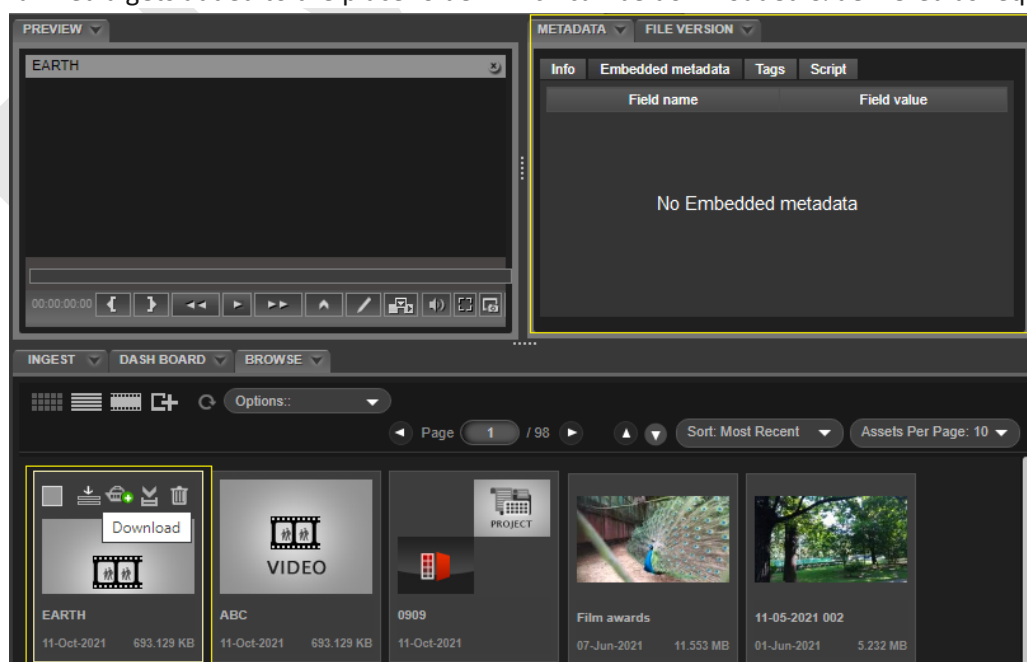 PREVIEW
EARTH
00:00:00:00
METADATA FILE VERSION
Info Embedded metadata Tags Script
Field name Field value
No Embedded metadata
INGEST DASH BOARD BROWSE
Options::
Page 1 / 98 Sort: Most Recent Assets Per Page: 10
Download
EARTH
11-Oct-2021 693.129 KB
VIDEO
ABC
11-Oct-2021 693.129 KB
PROJECT
0909
11-Oct-2021
Film awards
07-Jun-2021 11.553 MB
11-05-2021 002
01-Jun-2021 5.232 MB